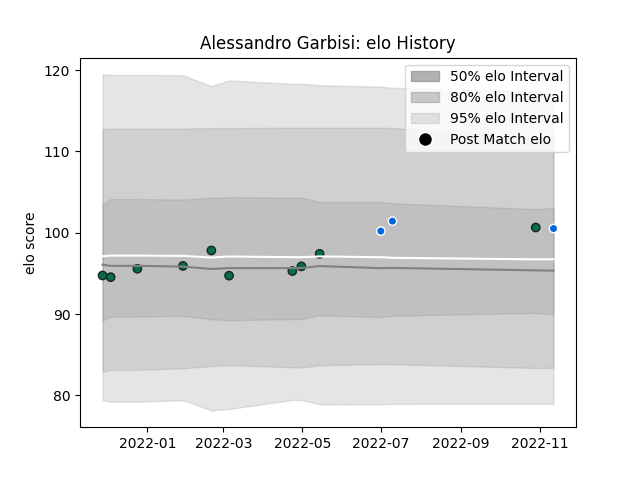 Alessandro Garbisi: elo History
120
110
100
90
80
elo score
50% elo Interval
80% elo Interval
95% elo Interval
Post Match elo
2022-01
2022-03
2022-05
2022-07
2022-09
2022-11